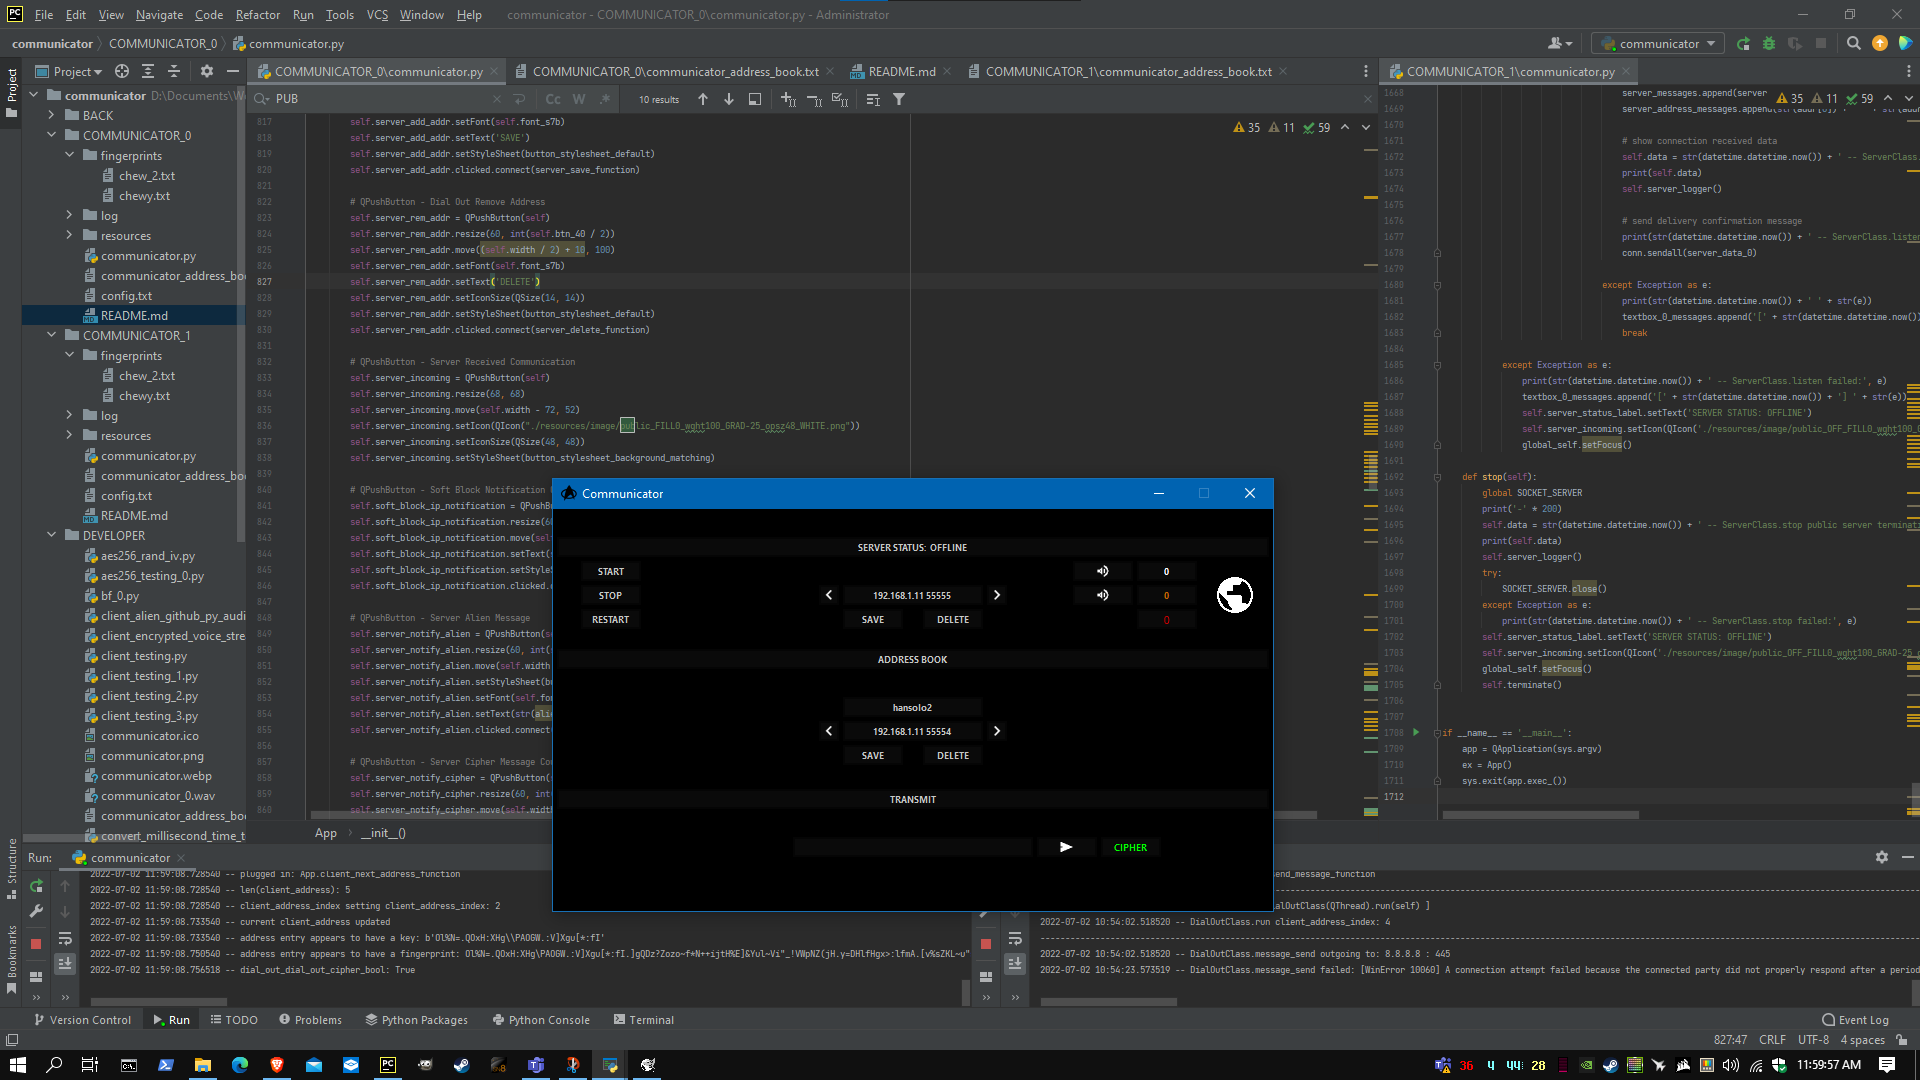 File Edit View Navigate Code Refactor Run Tools VCS Window Help communicator - COMMUNICATOR_0\communicator.py - Administrator
communicator COMMUNICATOR_0 communicator.py
communicator
Project
COMMUNICATOR_0\communicator.py
COMMUNICATOR_0\communicator_address_book.txt
README.md
COMMUNICATOR_1\communicator_address_book.txt
COMMUNICATOR_1\communicator.py
PUB
Cc W .*
10 results
Project
communicator D:\Documents\W
BACK
COMMUNICATOR_0
fingerprints
chew_2.txt
chewy.txt
log
resources
communicator.py
communicator_address_bo
config.txt
README.md
COMMUNICATOR_1
fingerprints
chew_2.txt
chewy.txt
log
resources
communicator.py
communicator_address_bo
config.txt
README.md
DEVELOPER
aes256_rand_iv.py
aes256_testing_0.py
bf_0.py
client_alien_github_py_audi
client_encrypted_voice_stre
client_testing.py
client_testing_1.py
client_testing_2.py
client_testing_3.py
communicator.ico
communicator.png
communicator.webp
communicator_0.wav
communicator_address_bo
convert_millisecond_time_t
35 11 59
817 self.server_add_addr.setFont(self.font_s7b)
818 self.server_add_addr.setText('SAVE')
819 self.server_add_addr.setStyleSheet(button_stylesheet_default)
820 self.server_add_addr.clicked.connect(server_save_function)
821
822 # QPushButton - Dial Out Remove Address
823 self.server_rem_addr = QPushButton(self)
824 self.server_rem_addr.resize(60, int(self.btn_40 / 2))
825 self.server_rem_addr.move((self.width / 2) + 10, 100)
826 self.server_rem_addr.setFont(self.font_s7b)
827 self.server_rem_addr.setText('DELETE')
828 self.server_rem_addr.setIconSize(QSize(14, 14))
829 self.server_rem_addr.setStyleSheet(button_stylesheet_default)
830 self.server_rem_addr.clicked.connect(server_delete_function)
831
832 # QPushButton - Server Received Communication
833 self.server_incoming = QPushButton(self)
834 self.server_incoming.resize(68, 68)
835 self.server_incoming.move(self.width - 72, 52)
836 self.server_incoming.setIcon(QIcon("./resources/image/public_FILL0_wght100_GRAD-25_opsz48_WHITE.png"))
837 self.server_incoming.setIconSize(QSize(48, 48))
838 self.server_incoming.setStyleSheet(button_stylesheet_background_matching)
839
840 # QPushButton - Soft Block Notification
841 self.soft_block_ip_notification = QPushB
842 self.soft_block_ip_notification.resize(6
843 self.soft_block_ip_notification.move(sel
844 self.soft_block_ip_notification.setText(s
845 self.soft_block_ip_notification.setStyleS
846 self.soft_block_ip_notification.clicked.c
847
848 # QPushButton - Server Alien Message
849 self.server_notify_alien = QPushButton(se
850 self.server_notify_alien.resize(60, int(s
851 self.server_notify_alien.move(self.width
852 self.server_notify_alien.setStyleSheet(bu
853 self.server_notify_alien.setFont(self.fon
854 self.server_notify_alien.setText(str(alie
855 self.server_notify_alien.clicked.connect(
856
857 # QPushButton - Server Cipher Message Co
858 self.server_notify_cipher = QPushButton(s
859 self.server_notify_cipher.resize(60, int
860 self.server_notify_cipher.move(self.widt
App __init__()
35 11 59
1668 server_messages.append(server
1669 server_address_messages.append(str(addr[0])
1670
1671 # show connection received data
1672 self.data = str(datetime.datetime.now()) + ' -- ServerClass.
1673 print(self.data)
1674 self.server_logger()
1675
1676 # send delivery confirmation message
1677 print(str(datetime.datetime.now()) + ' -- ServerClass.listen
1678 conn.sendall(server_data_0)
1679
1680 except Exception as e:
1681 print(str(datetime.datetime.now()) + ' ' + str(e))
1682 textbox_0_messages.append('[' + str(datetime.datetime.now())
1683 break
1684
1685 except Exception as e:
1686 print(str(datetime.datetime.now()) + ' -- ServerClass.listen failed:', e)
1687 textbox_0_messages.append('[' + str(datetime.datetime.now()) + '] ' + str(e))
1688 self.server_status_label.setText('SERVER STATUS: OFFLINE')
1689 self.server_incoming.setIcon(QIcon('./resources/image/public_OFF_FILL0_wght100_G
1690 global_self.setFocus()
1691
1692 def stop(self):
1693 global SOCKET_SERVER
1694 print('-' * 200)
1695 self.data = str(datetime.datetime.now()) + ' -- ServerClass.stop public server termina
1696 print(self.data)
1697 self.server_logger()
1698 try:
1699 SOCKET_SERVER.close()
1700 except Exception as e:
1701 print(str(datetime.datetime.now()) + ' -- ServerClass.stop failed:', e)
1702 self.server_status_label.setText('SERVER STATUS: OFFLINE')
1703 self.server_incoming.setIcon(QIcon('./resources/image/public_OFF_FILL0_wght100_GRAD-25_o
1704 global_self.setFocus()
1705 self.terminate()
1706
1707
1708 if __name__ == '__main__':
1709 app = QApplication(sys.argv)
1710 ex = App()
1711 sys.exit(app.exec_())
1712
Communicator
SERVER STATUS: OFFLINE
START 0
STOP 192.168.1.11 55555 0
RESTART SAVE DELETE 0
ADDRESS BOOK
hansolo2
192.168.1.11 55554
SAVE DELETE
TRANSMIT
CIPHER
Structure
Bookmarks
Run: communicator
2022-07-02 11:59:08.728540 -- plugged in: App.client_next_address_function
2022-07-02 11:59:08.728540 -- len(client_address): 5
2022-07-02 11:59:08.728540 -- client_address_index setting client_address_index: 2
2022-07-02 11:59:08.733540 -- current client_address updated
2022-07-02 11:59:08.733540 -- address entry appears to have a key: b'Ol%N=.QOxH:XHg\\PAOGW.:V]Xgu[*:fI'
2022-07-02 11:59:08.750540 -- address entry appears to have a fingerprint: Ol%N=.QOxH:XHg\PAOGW.:V]Xgu[*:fI.]gQDz?Zozo~f*N++ijtH%E]&Yul~Vi"_!VWpNZ(jH.y=DHlfHgx>:lfmA.[v%sZKL~u"
2022-07-02 11:59:08.756518 -- dial_out_dial_out_cipher_bool: True
end_message_function
alOutClass(QThread).run(self) ]
2022-07-02 10:54:02.518520 -- DialOutClass.run client_address_index: 4
2022-07-02 10:54:02.518520 -- DialOutClass.message_send outgoing to: 8.8.8.8 : 445
2022-07-02 10:54:23.573519 -- DialOutClass.message_send failed: [WinError 10060] A connection attempt failed because the connected party did not properly respond after a period
Version Control Run TODO Problems Python Packages Python Console Terminal Event Log
827:47 CRLF UTF-8 4 spaces
36 4 44: 28 11:59:57 AM